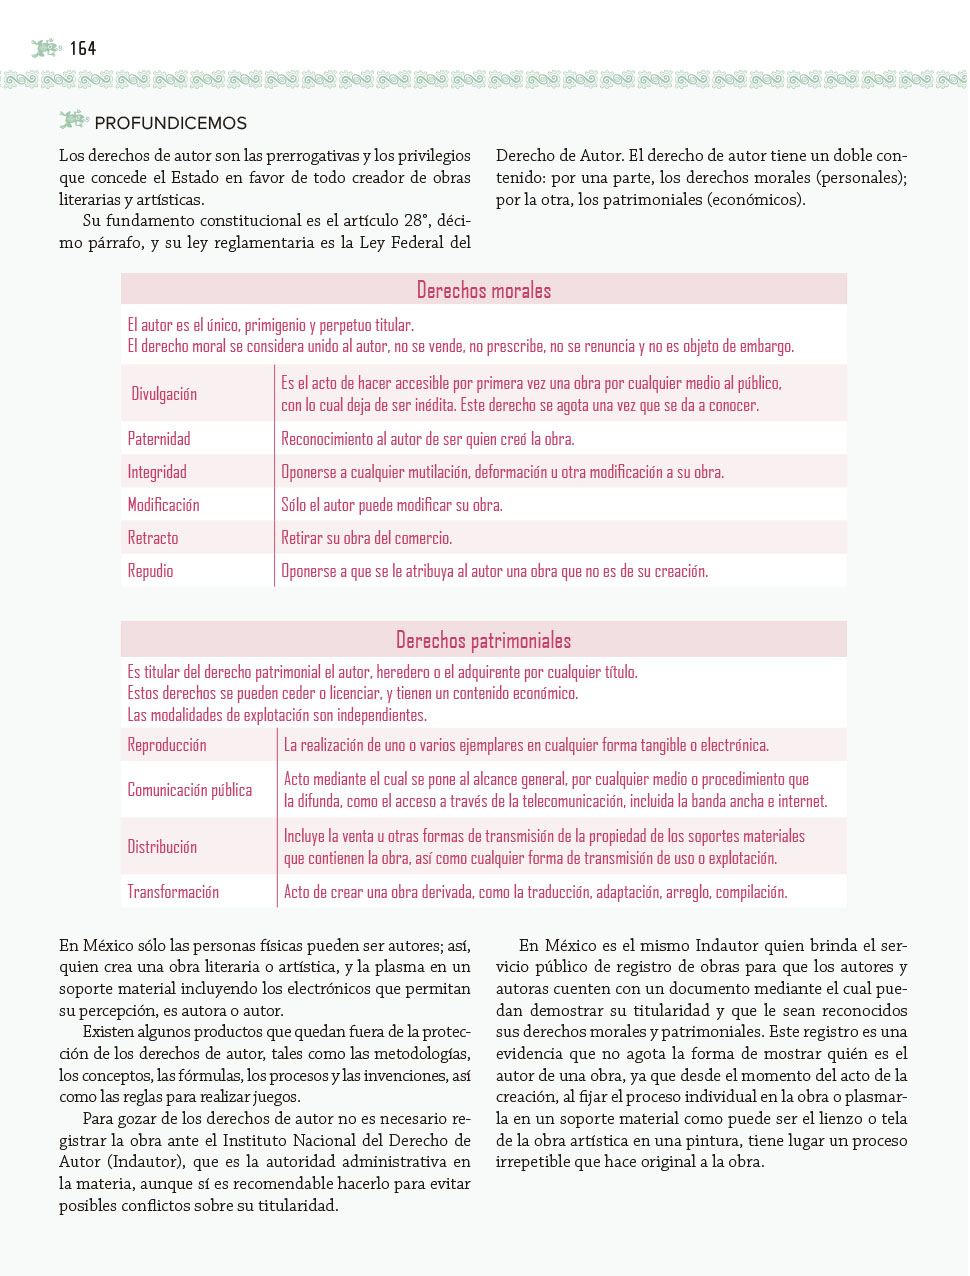 164
PROFUNDICEMOS
Los derechos de autor son las prerrogativas y los privilegios
que concede el Estado en favor de todo creador de obras
literarias y artísticas.
Su fundamento constitucional es el artículo 28°, déci-
mo párrafo, y su ley reglamentaria es la Ley Federal del
Derecho de Autor. El derecho de autor tiene un doble con-
tenido: por una parte, los derechos morales (personales);
por la otra, los patrimoniales (económicos).
Derechos morales
El autor es el único, primigenio y perpetuo titular.
El derecho moral se considera unido al autor, no se vende, no prescribe, no se renuncia y no es objeto de embargo.
Divulgación
Es el acto de hacer accesible por primera vez una obra por cualquier medio al público,
con lo cual deja de ser inédita. Este derecho se agota una vez que se da a conocer.
Paternidad
Reconocimiento al autor de ser quien creó la obra.
Integridad
Oponerse a cualquier mutilación, deformación u otra modificación a su obra.
Modificación
Sólo el autor puede modificar su obra.
Retracto
Retirar su obra del comercio.
Repudio
Oponerse a que se le atribuya al autor una obra que no es de su creación.
Derechos patrimoniales
Es titular del derecho patrimonial el autor, heredero o el adquirente por cualquier título.
Estos derechos se pueden ceder o licenciar, y tienen un contenido económico.
Las modalidades de explotación son independientes.
Reproducción
La realización de uno o varios ejemplares en cualquier forma tangible o electrónica.
Comunicación pública
Acto mediante el cual se pone al alcance general, por cualquier medio o procedimiento que
la difunda, como el acceso a través de la telecomunicación, incluida la banda ancha e internet.
Distribución
Incluye la venta u otras formas de transmisión de la propiedad de los soportes materiales
que contienen la obra, así como cualquier forma de transmisión de uso o explotación.
Transformación
Acto de crear una obra derivada, como la traducción, adaptación, arreglo, compilación.
En México sólo las personas físicas pueden ser autores; así,
quien crea una obra literaria o artística, y la plasma en un
soporte material incluyendo los electrónicos que permitan
su percepción, es autora o autor.
Existen algunos productos que quedan fuera de la protec-
ción de los derechos de autor, tales como las metodologías,
los conceptos, las fórmulas, los procesos y las invenciones, así
como las reglas para realizar juegos.
Para gozar de los derechos de autor no es necesario re-
gistrar la obra ante el Instituto Nacional del Derecho de
Autor (Indautor), que es la autoridad administrativa en
la materia, aunque sí es recomendable hacerlo para evitar
posibles conflictos sobre su titularidad.
En México es el mismo Indautor quien brinda el ser-
vicio público de registro de obras para que los autores y
autoras cuenten con un documento mediante el cual pue-
dan demostrar su titularidad y que le sean reconocidos
sus derechos morales y patrimoniales. Este registro es una
evidencia que no agota la forma de mostrar quién es el
autor de una obra, ya que desde el momento del acto de la
creación, al fijar el proceso individual en la obra o plasmar-
la en un soporte material como puede ser el lienzo o tela
de la obra artística en una pintura, tiene lugar un proceso
irrepetible que hace original a la obra.